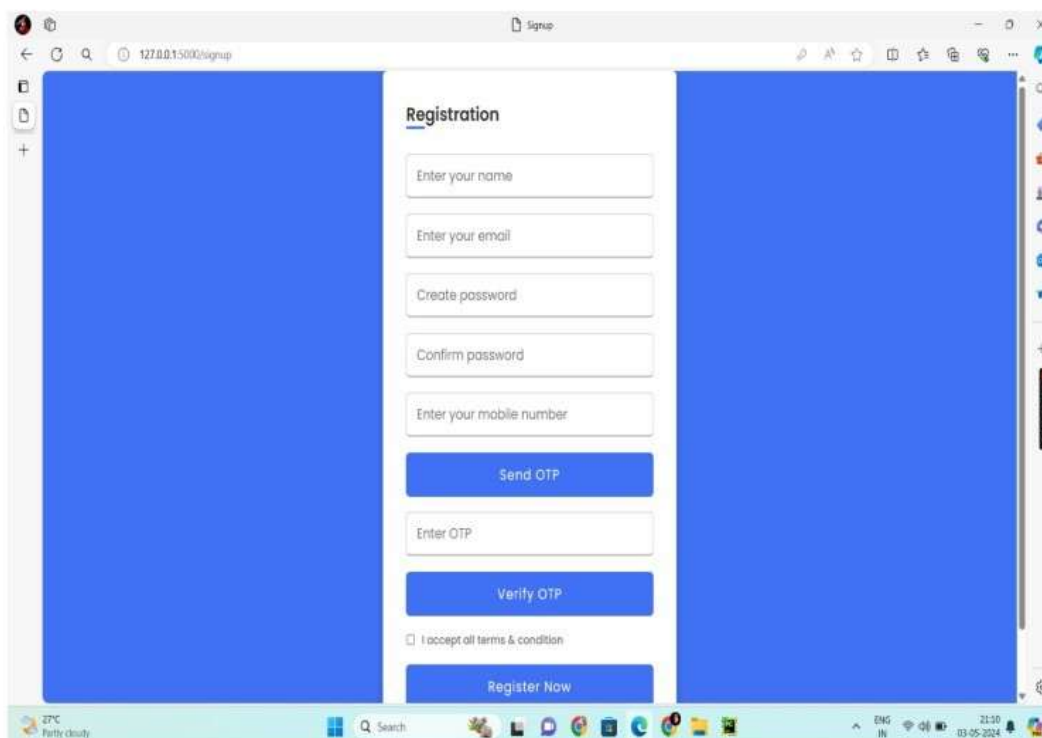 Signup
127.0.0.1:5000/signup
Registration
Enter your name
Enter your email
Create password
Confirm password
Enter your mobile number
Send OTP
Enter OTP
Verify OTP
I accept all terms & condition
Register Now
27°C
Partly cloudy
Search
ENG
IN
21:10
03-05-2024